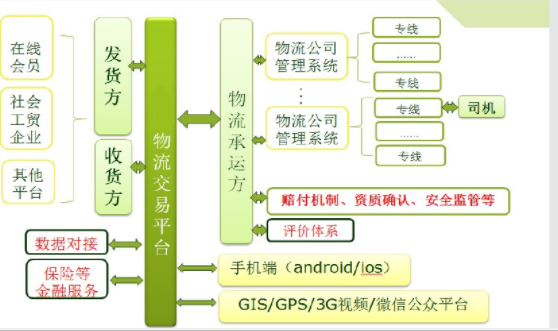 在线
会员
社会
工贸
企业
其他
平台
发货方
收货方
物流交易平台
物流承运方
物流公司
管理系统
专线
......
专线
⋮
物流公司
管理系统
专线
......
专线
司机
赔付机制、资质确认、安全监管等
评价体系
数据对接
保险等
金融服务
手机端（android/ios）
GIS/GPS/3G视频/微信公众平台